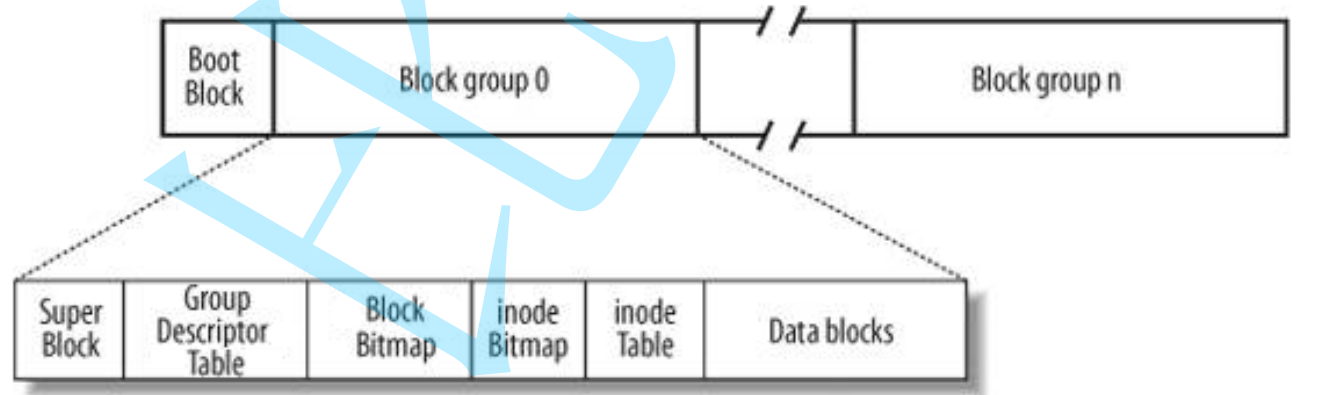 Boot
Block
Block group 0
Block group n
Super
Block
Group
Descriptor
Table
Block
Bitmap
inode
Bitmap
inode
Table
Data blocks